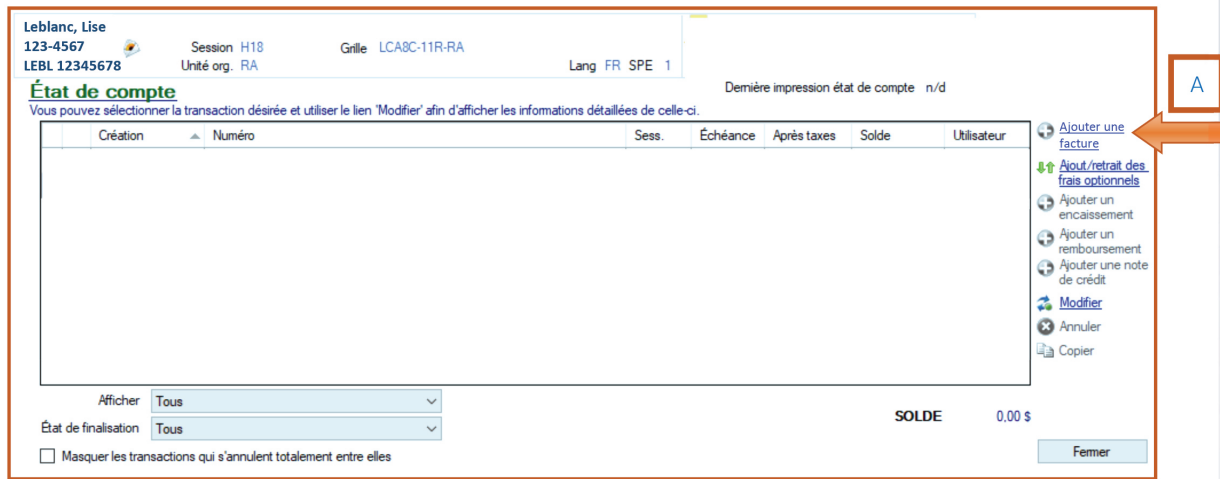 Leblanc, Lise
123-4567 Session H18 Grille LCA8C-11R-RA
LEBL 12345678 Unité org. RA Lang FR SPE 1
État de compte Dernière impression état de compte n/d
Vous pouvez sélectionner la transaction désirée et utiliser le lien 'Modifier' afin d'afficher les informations détaillées de celle-ci.
A
Création Numéro Sess. Échéance Après taxes Solde Utilisateur
Ajouter une
facture
Ajout/retrait des
frais optionnels
Ajouter un
encaissement
Ajouter un
remboursement
Ajouter une note
de crédit
Modifier
Annuler
Copier
Afficher Tous
État de finalisation Tous
SOLDE 0,00 $
Masquer les transactions qui s'annulent totalement entre elles
Fermer